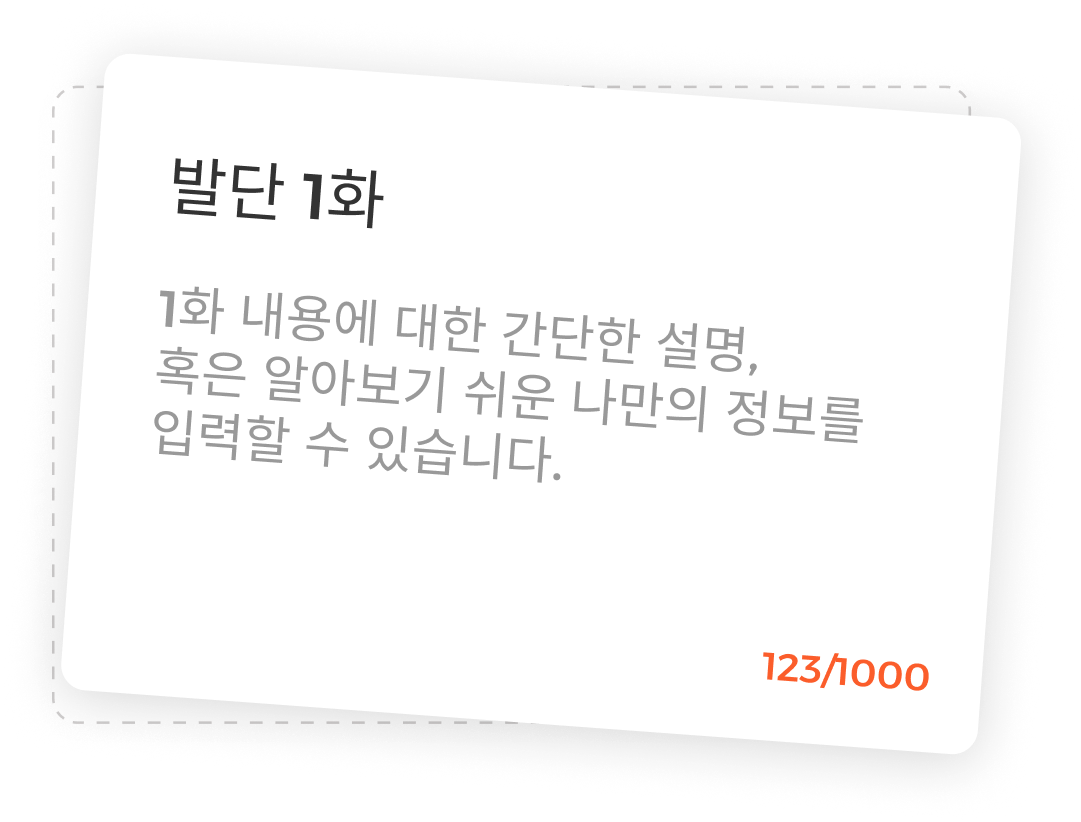 발단 1화
1화 내용에 대한 간단한 설명,
혹은 알아보기 쉬운 나만의 정보를
입력할 수 있습니다.
123/1000